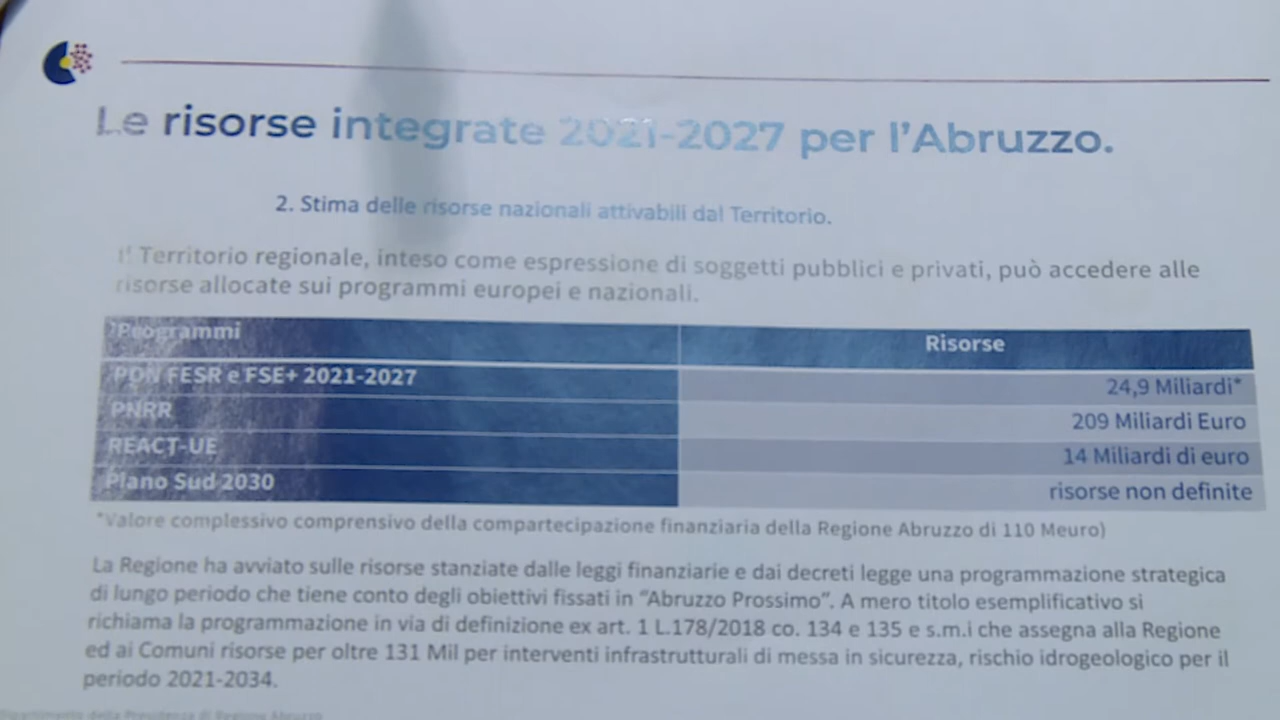 Le risorse integrate 2021-2027 per l'Abruzzo.
2. Stima delle risorse nazionali attivabili dal Territorio.
Il Territorio regionale, inteso come espressione di soggetti pubblici e privati, può accedere alle
risorse allocate sui programmi europei e nazionali.
Programmi Risorse
PON FESR e FSE+ 2021-2027 24,9 Miliardi*
PNRR 209 Miliardi Euro
REACT-UE 14 Miliardi di euro
Piano Sud 2030 risorse non definite
*Valore complessivo comprensivo della compartecipazione finanziaria della Regione Abruzzo di 110 Meuro)
La Regione ha avviato sulle risorse stanziate dalle leggi finanziarie e dai decreti legge una programmazione strategica
di lungo periodo che tiene conto degli obiettivi fissati in "Abruzzo Prossimo". A mero titolo esemplificativo si
richiama la programmazione in via di definizione ex art. 1 L.178/2018 co. 134 e 135 e s.m.i che assegna alla Regione
ed ai Comuni risorse per oltre 131 Mil per interventi infrastrutturali di messa in sicurezza, rischio idrogeologico per il
periodo 2021-2034.
Dipartimento della Presidenza di Regione Abruzzo